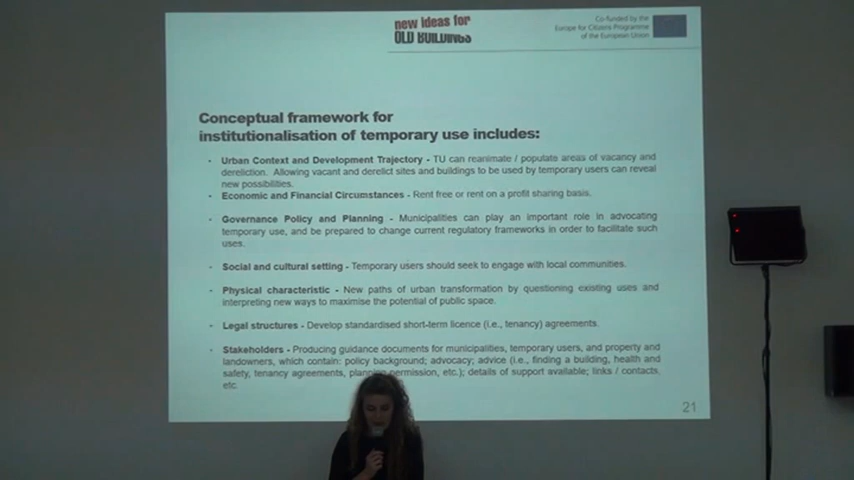 new ideas for
OLD BUILDINGS
Co-funded by the
Europe for Citizens Programme
of the European Union
Conceptual framework for
institutionalisation of temporary use includes:
- Urban Context and Development Trajectory - TU can reanimate / populate areas of vacancy and
dereliction. Allowing vacant and derelict sites and buildings to be used by temporary users can reveal
new possibilities.
- Economic and Financial Circumstances - Rent free or rent on a profit sharing basis.
- Governance Policy and Planning - Municipalities can play an important role in advocating
temporary use, and be prepared to change current regulatory frameworks in order to facilitate such
uses.
- Social and cultural setting - Temporary users should seek to engage with local communities.
- Physical characteristic - New paths of urban transformation by questioning existing uses and
interpreting new ways to maximise the potential of public space.
- Legal structures - Develop standardised short-term licence (i.e., tenancy) agreements.
- Stakeholders - Producing guidance documents for municipalities, temporary users, and property and
landowners, which contain: policy background; advocacy; advice (i.e., finding a building, health and
safety, tenancy agreements, planning permission, etc.); details of support available; links / contacts,
etc.
21